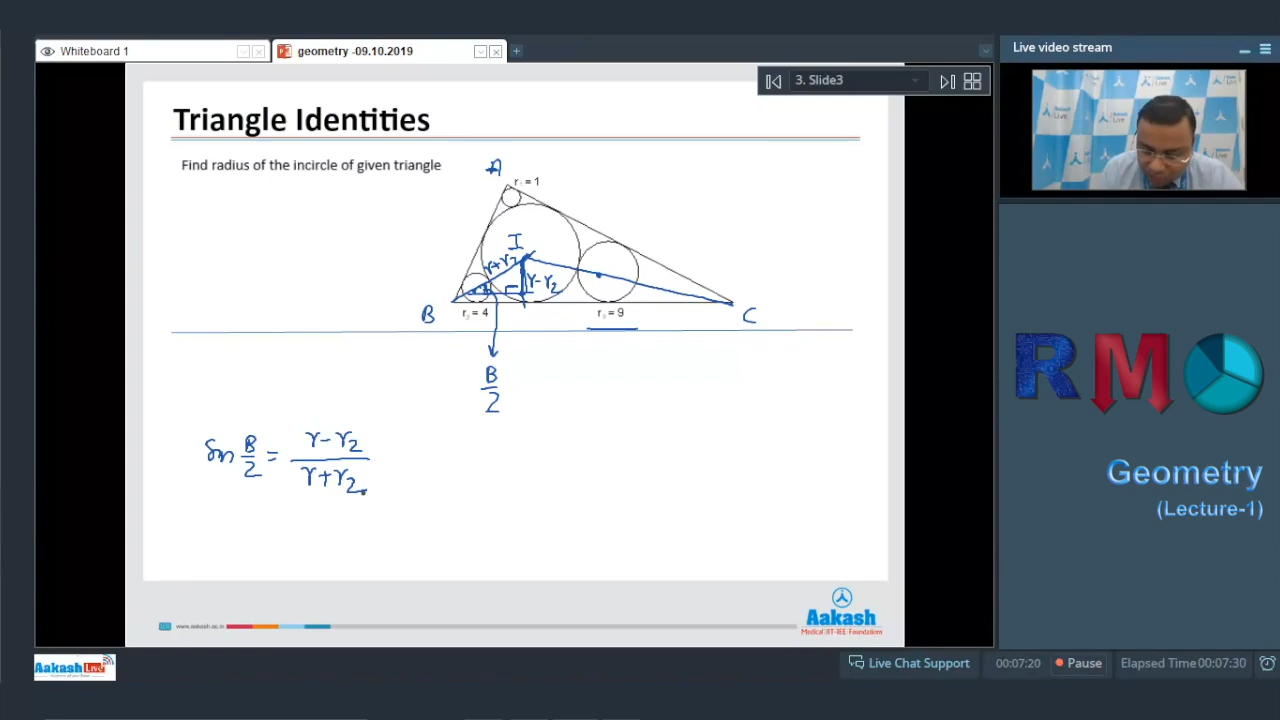 Whiteboard 1
geometry -09.10.2019
Live video stream
3. Slide3
Triangle Identities
Find radius of the incircle of given triangle
A
r₁ = 1
I
r+r₂
r-r₂
B
r₂ = 4
r₃ = 9
C
B/2
Sin B/2 = r-r₂/r+r₂
RMO
Geometry
(Lecture-1)
www.aakash.ac.in
Aakash
Medical|IIT-JEE|Foundations
Aakash Live
Live Chat Support
00:07:20
Pause
Elapsed Time 00:07:30